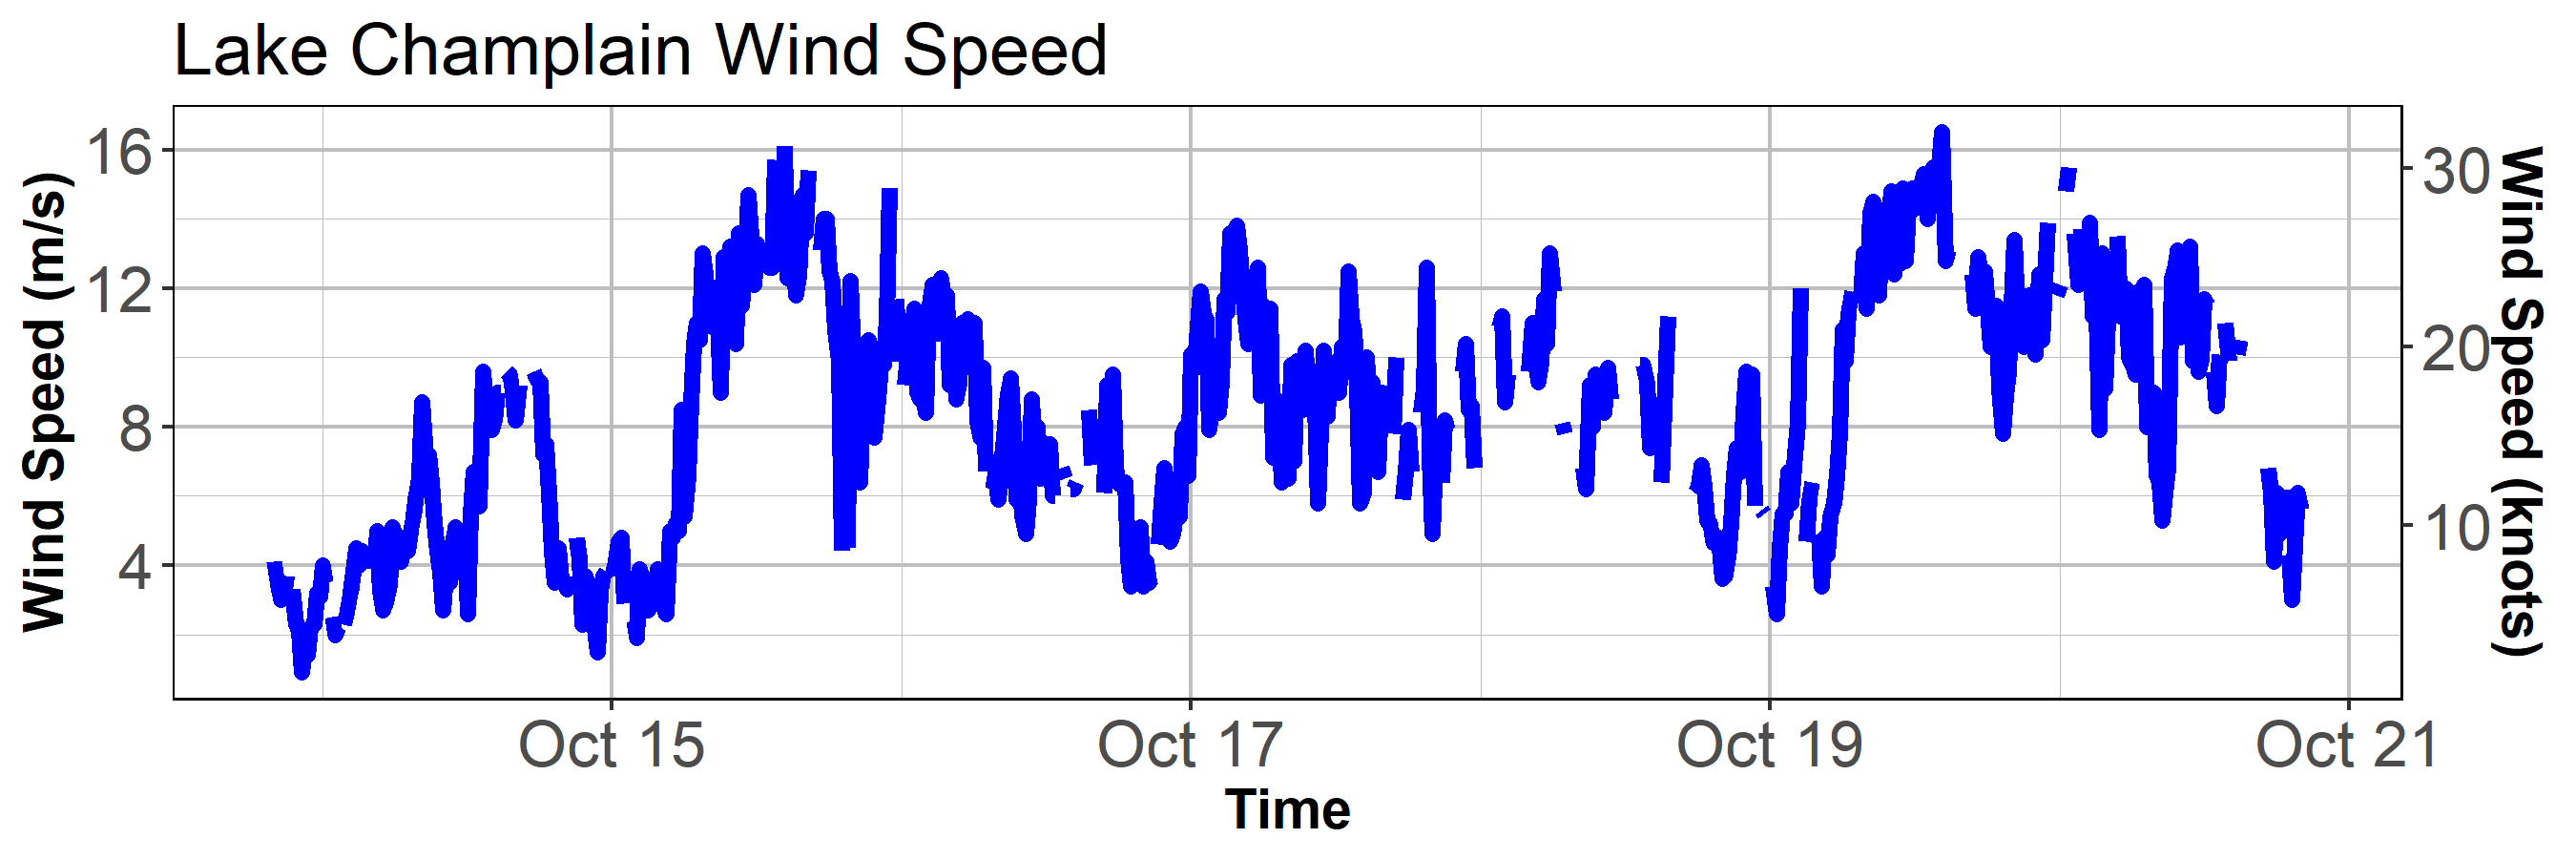 Lake Champlain Wind Speed
Wind Speed (m/s)
16
12
8
4
30
20
10
Wind Speed (knots)
Oct 15
Oct 17
Oct 19
Oct 21
Time